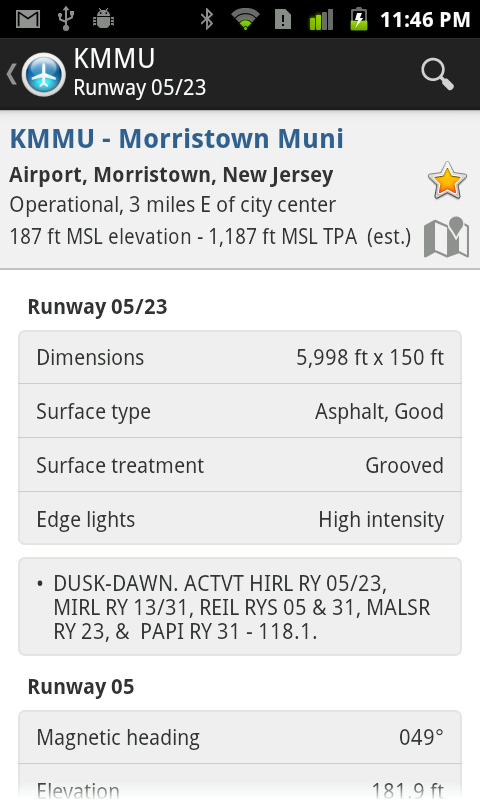 11:46 PM
KMMU
Runway 05/23
KMMU - Morristown Muni
Airport, Morristown, New Jersey
Operational, 3 miles E of city center
187 ft MSL elevation - 1,187 ft MSL TPA (est.)
Runway 05/23
Dimensions 5,998 ft x 150 ft
Surface type Asphalt, Good
Surface treatment Grooved
Edge lights High intensity
• DUSK-DAWN. ACTVT HIRL RY 05/23,
MIRL RY 13/31, REIL RYS 05 & 31, MALSR
RY 23, & PAPI RY 31 - 118.1.
Runway 05
Magnetic heading 049°
Elevation 181.9 ft